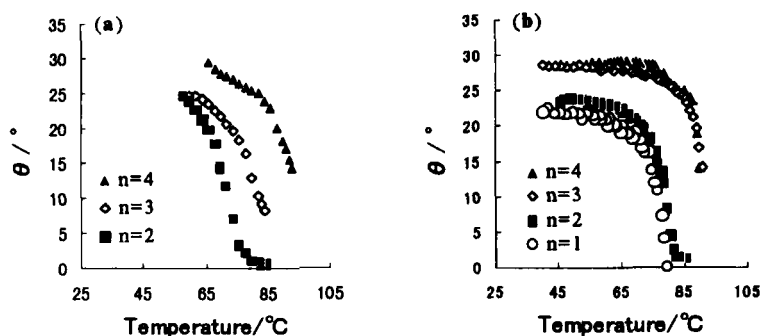 (a)
θ / °
35
30
25
20
15
10
5
0
▲ n=4
◇ n=3
■ n=2
25 45 65 85 105
Temperature/°C
(b)
θ / °
35
30
25
20
15
10
5
0
▲ n=4
◇ n=3
■ n=2
○ n=1
25 45 65 85 105
Temperature/°C